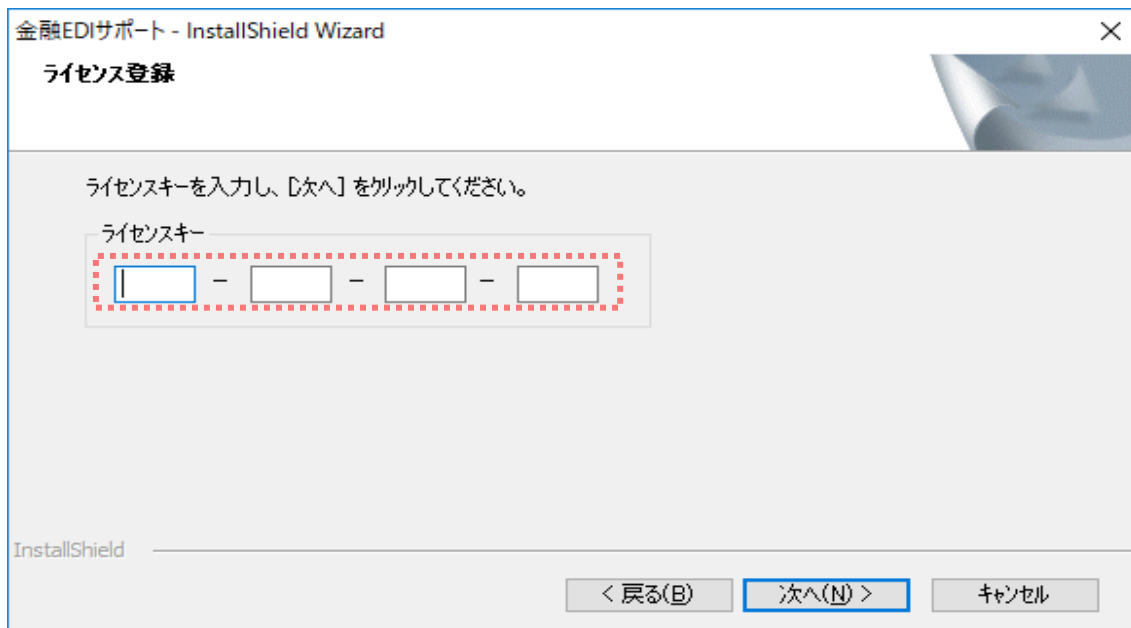 金融EDIサポート - InstallShield Wizard
ライセンス登録
ライセンスキーを入力し、[次へ] をクリックしてください。
ライセンスキー
- - -
InstallShield
< 戻る(B) 次へ(N) > キャンセル